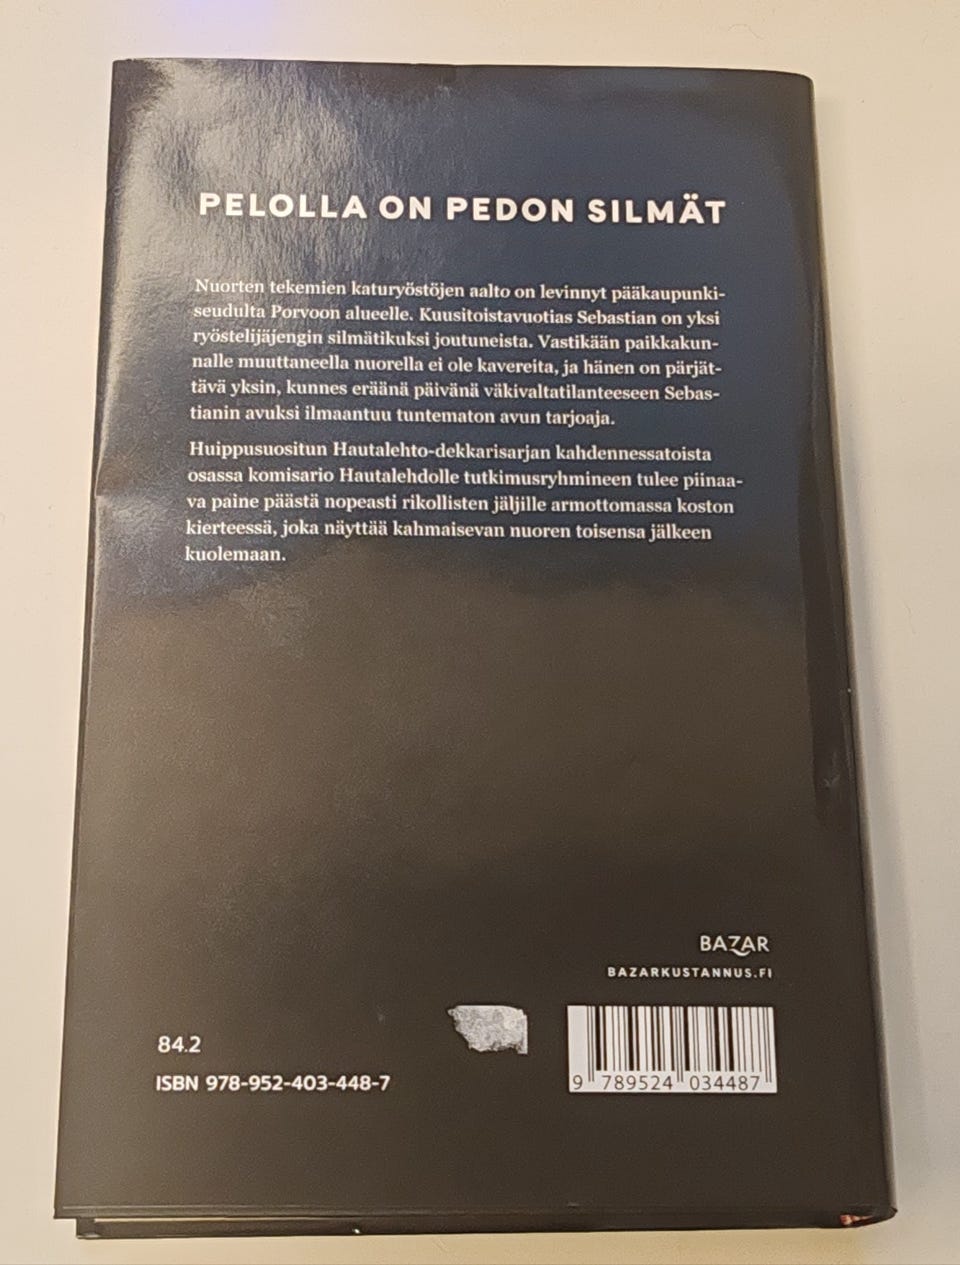 PELOLLA ON PEDON SILMÄT
Nuorten tekemien katuryöstöjen aalto on levinnyt pääkaupunki-
seudulta Porvoon alueelle. Kuusitoistavuotias Sebastian on yksi
ryöstelijäjengin silmätikuksi joutuneista. Vastikään paikkakun-
nalle muuttaneella nuorella ei ole kavereita, ja hänen on pärjät-
tävä yksin, kunnes eräänä päivänä väkivaltatilanteeseen Sebas-
tianin avuksi ilmaantuu tuntematon avun tarjoaja.
Huippusuositun Hautalehto-dekkarisarjan kahdennessatoista
osassa komisario Hautalehdolle tutkimusryhmineen tulee piinaa-
va paine päästä nopeasti rikollisten jäljille armottomassa koston
kierteessä, joka näyttää kahmaisevan nuoren toisensa jälkeen
kuolemaan.
BAZAR
BAZARKUSTANNUS.FI
84.2
ISBN 978-952-403-448-7
9 789524 034487